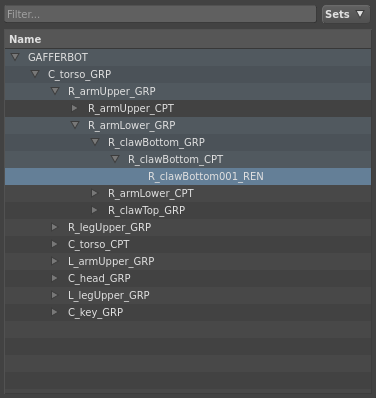 Filter... Sets
Name
GAFFERBOT
C_torso_GRP
R_armUpper_GRP
R_armUpper_CPT
R_armLower_GRP
R_clawBottom_GRP
R_clawBottom_CPT
R_clawBottom001_REN
R_armLower_CPT
R_clawTop_GRP
R_legUpper_GRP
C_torso_CPT
L_armUpper_GRP
C_head_GRP
L_legUpper_GRP
C_key_GRP